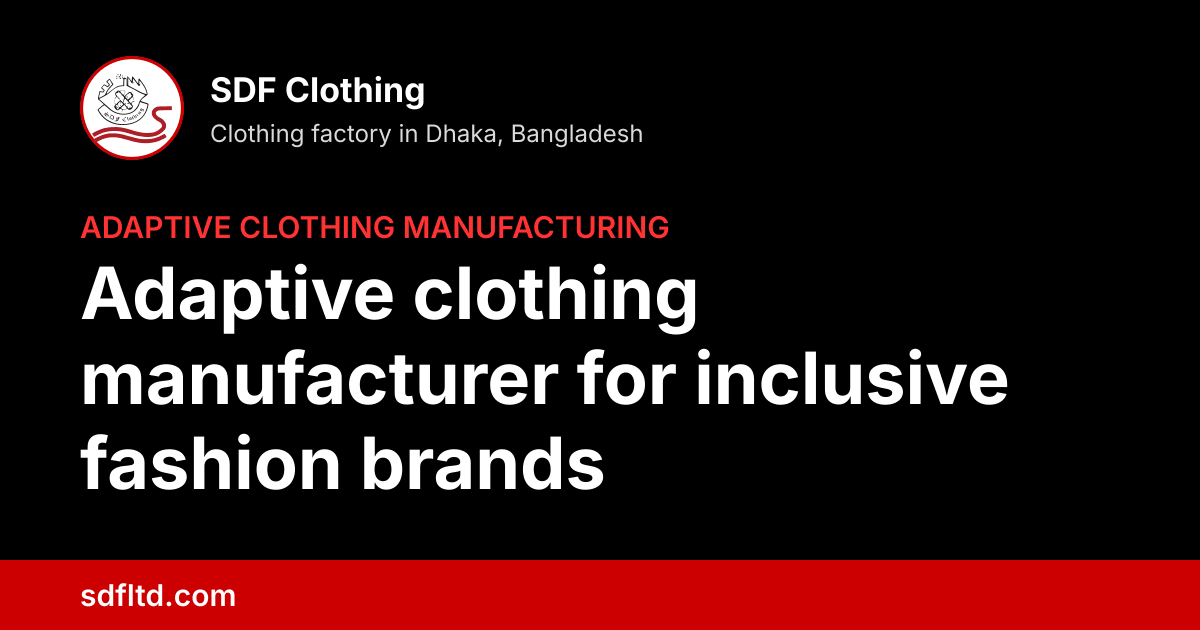 SDF Clothing
Clothing factory in Dhaka, Bangladesh
ADAPTIVE CLOTHING MANUFACTURING
Adaptive clothing
manufacturer for inclusive
fashion brands
sdfltd.com